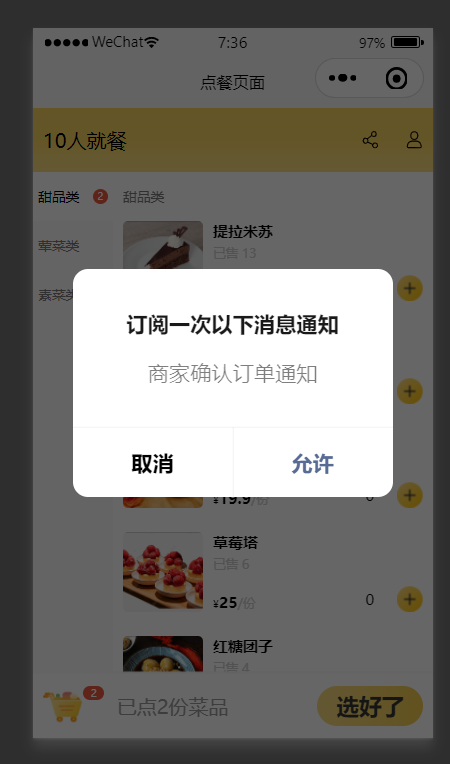 WeChat 7:36 97%
点餐页面
10人就餐
甜品类 2 甜品类
提拉米苏
荤菜类
已售 13
素菜类
订阅一次以下消息通知
商家确认订单通知
取消 允许
¥19.9/份 0
草莓塔
已售 6
¥25/份 0
红糖团子
已售 4
2 已点2份菜品 选好了